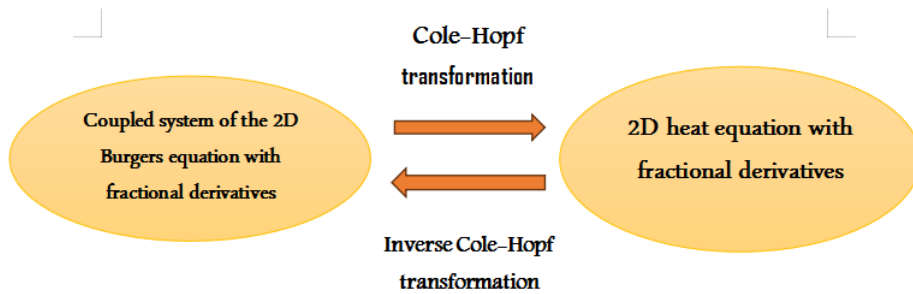 Cole-Hopf
transformation
Coupled system of the 2D
Burgers equation with
fractional derivatives
2D heat equation with
fractional derivatives
Inverse Cole-Hopf
transformation